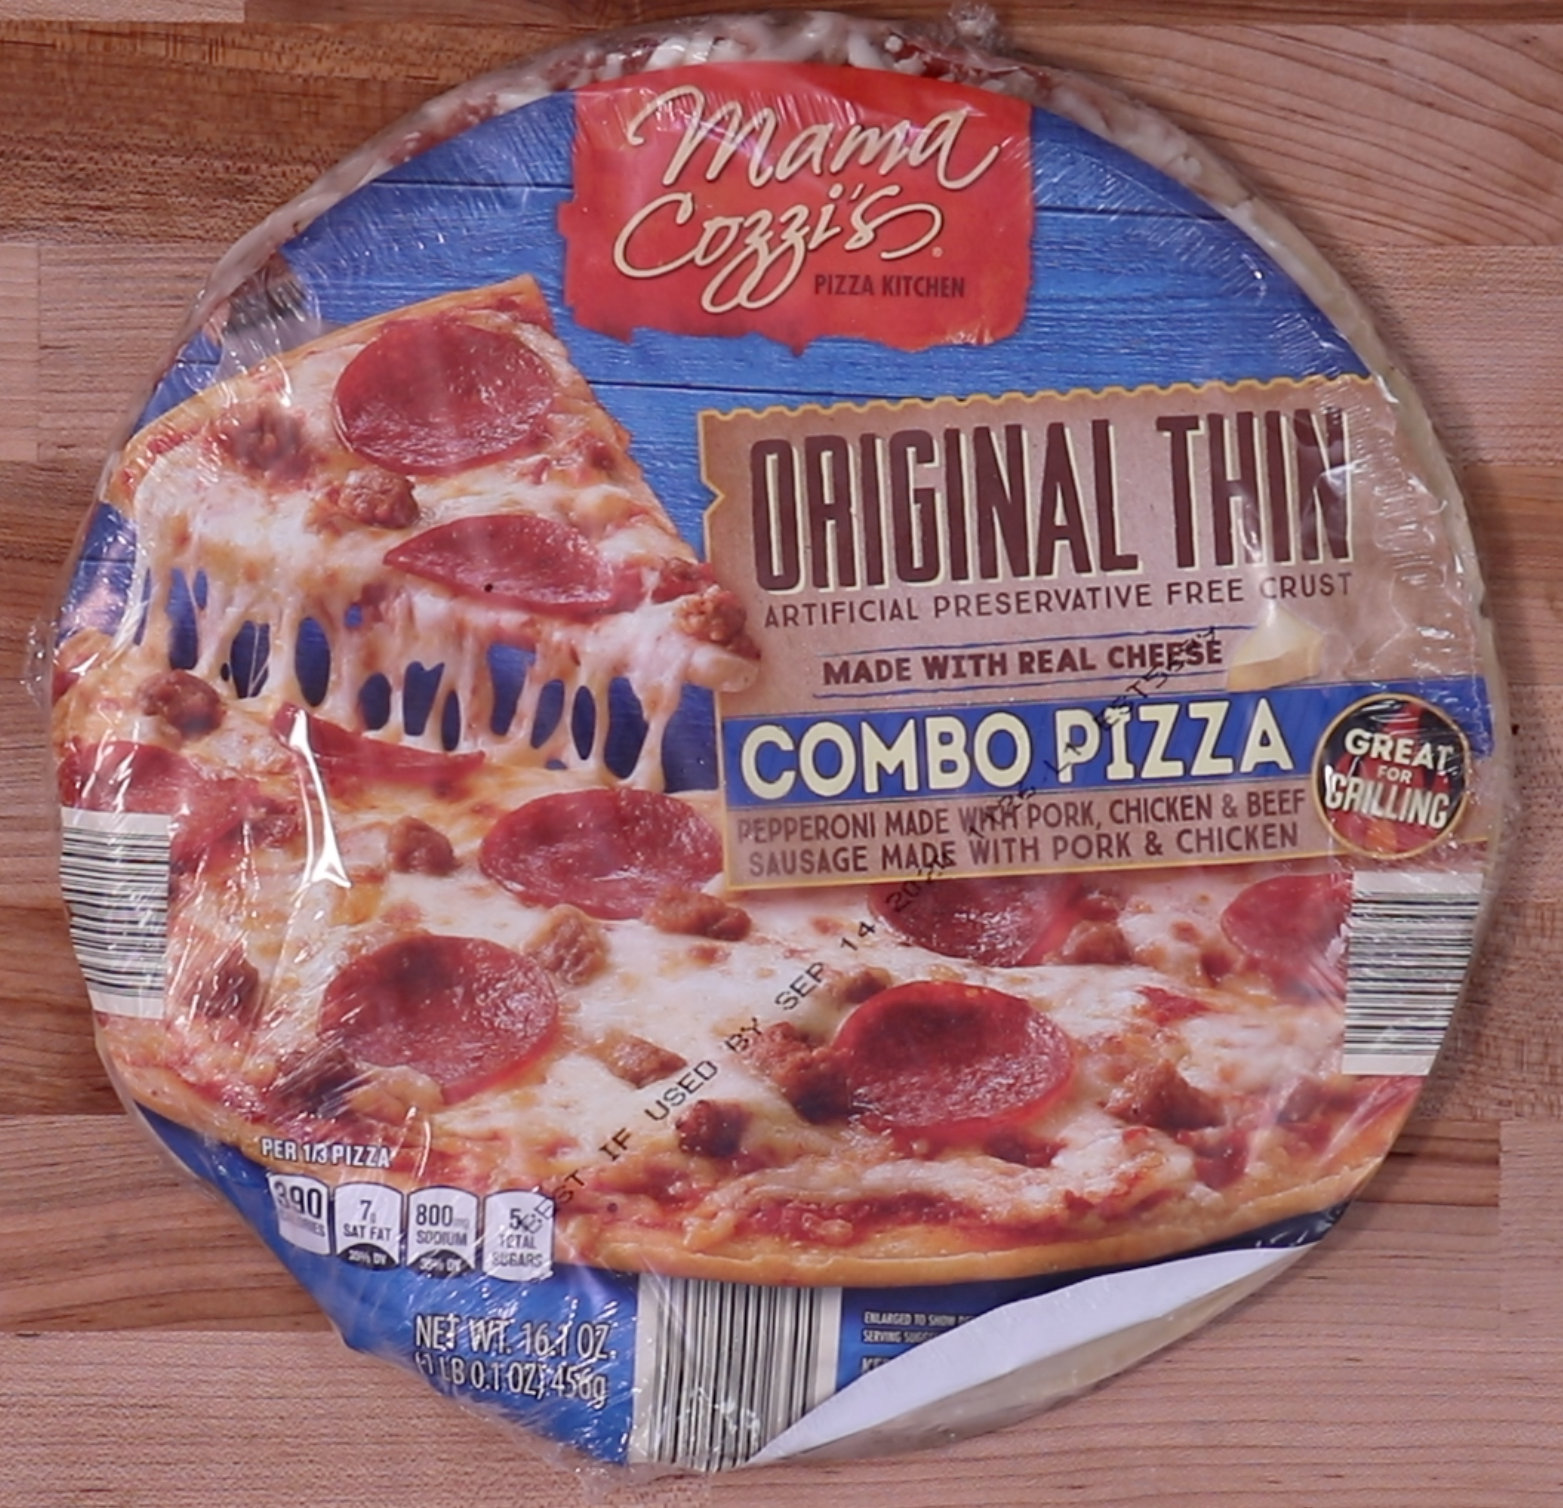 Mama
Cozzi's®
PIZZA KITCHEN
ORIGINAL THIN
ARTIFICIAL PRESERVATIVE FREE CRUST
MADE WITH REAL CHEESE
COMBO PIZZA
GREAT
FOR
GRILLING
PEPPERONI MADE WITH PORK, CHICKEN & BEEF
SAUSAGE MADE WITH PORK & CHICKEN
BEST IF USED BY SEP 14
PER 1/3 PIZZA
390
CALORIES
7g
SAT FAT
800mg
SODIUM
5g
TOTAL
SUGARS
NET WT. 16.1 OZ.
(1 LB 0.1 OZ) 456g
ENLARGED TO SHOW
SERVING